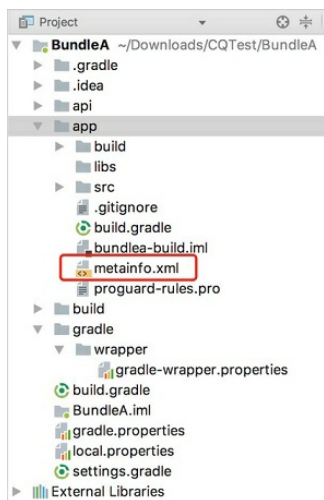 Project
BundleA ~/Downloads/CQTest/BundleA
.gradle
.idea
api
app
build
libs
src
.gitignore
build.gradle
bundlea-build.iml
metainfo.xml
proguard-rules.pro
build
gradle
wrapper
gradle-wrapper.properties
build.gradle
BundleA.iml
gradle.properties
local.properties
settings.gradle
External Libraries